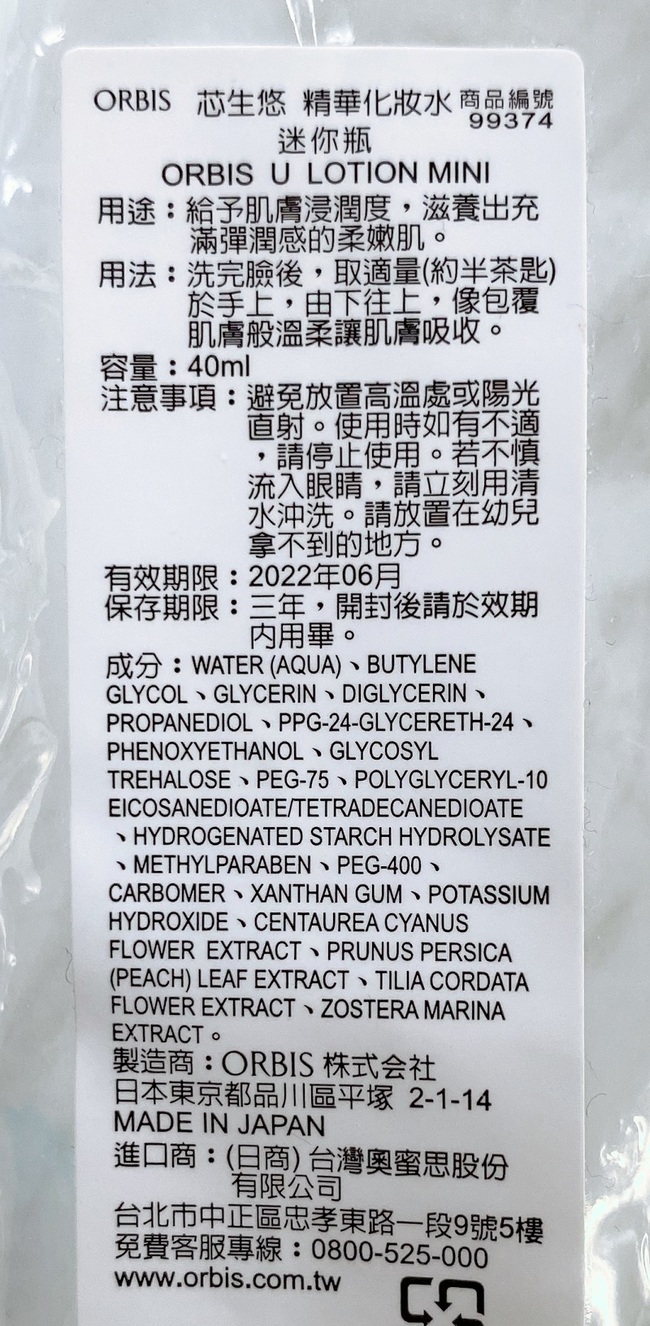 ORBIS 芯生悠 精華化妝水 商品編號
99374
迷你瓶
ORBIS U LOTION MINI
用途：給予肌膚浸潤度，滋養出充
滿彈潤感的柔嫩肌。
用法：洗完臉後，取適量(約半茶匙)
於手上，由下往上，像包覆
肌膚般溫柔讓肌膚吸收。
容量：40ml
注意事項：避免放置高溫處或陽光
直射。使用時如有不適
，請停止使用。若不慎
流入眼睛，請立刻用清
水沖洗。請放置在幼兒
拿不到的地方。
有效期限：2022年06月
保存期限：三年，開封後請於效期
內用畢。
成分：WATER (AQUA)、BUTYLENE
GLYCOL、GLYCERIN、DIGLYCERIN、
PROPANEDIOL、PPG-24-GLYCERETH-24、
PHENOXYETHANOL、GLYCOSYL
TREHALOSE、PEG-75、POLYGLYCERYL-10
EICOSANEDIOATE/TETRADECANEDIOATE
、HYDROGENATED STARCH HYDROLYSATE
、METHYLPARABEN、PEG-400、
CARBOMER、XANTHAN GUM、POTASSIUM
HYDROXIDE、CENTAUREA CYANUS
FLOWER EXTRACT、PRUNUS PERSICA
(PEACH) LEAF EXTRACT、TILIA CORDATA
FLOWER EXTRACT、ZOSTERA MARINA
EXTRACT。
製造商：ORBIS 株式会社
日本東京都品川區平塚 2-1-14
MADE IN JAPAN
進口商：(日商) 台灣奧蜜思股份
有限公司
台北市中正區忠孝東路一段9號5樓
免費客服專線：0800-525-000
www.orbis.com.tw